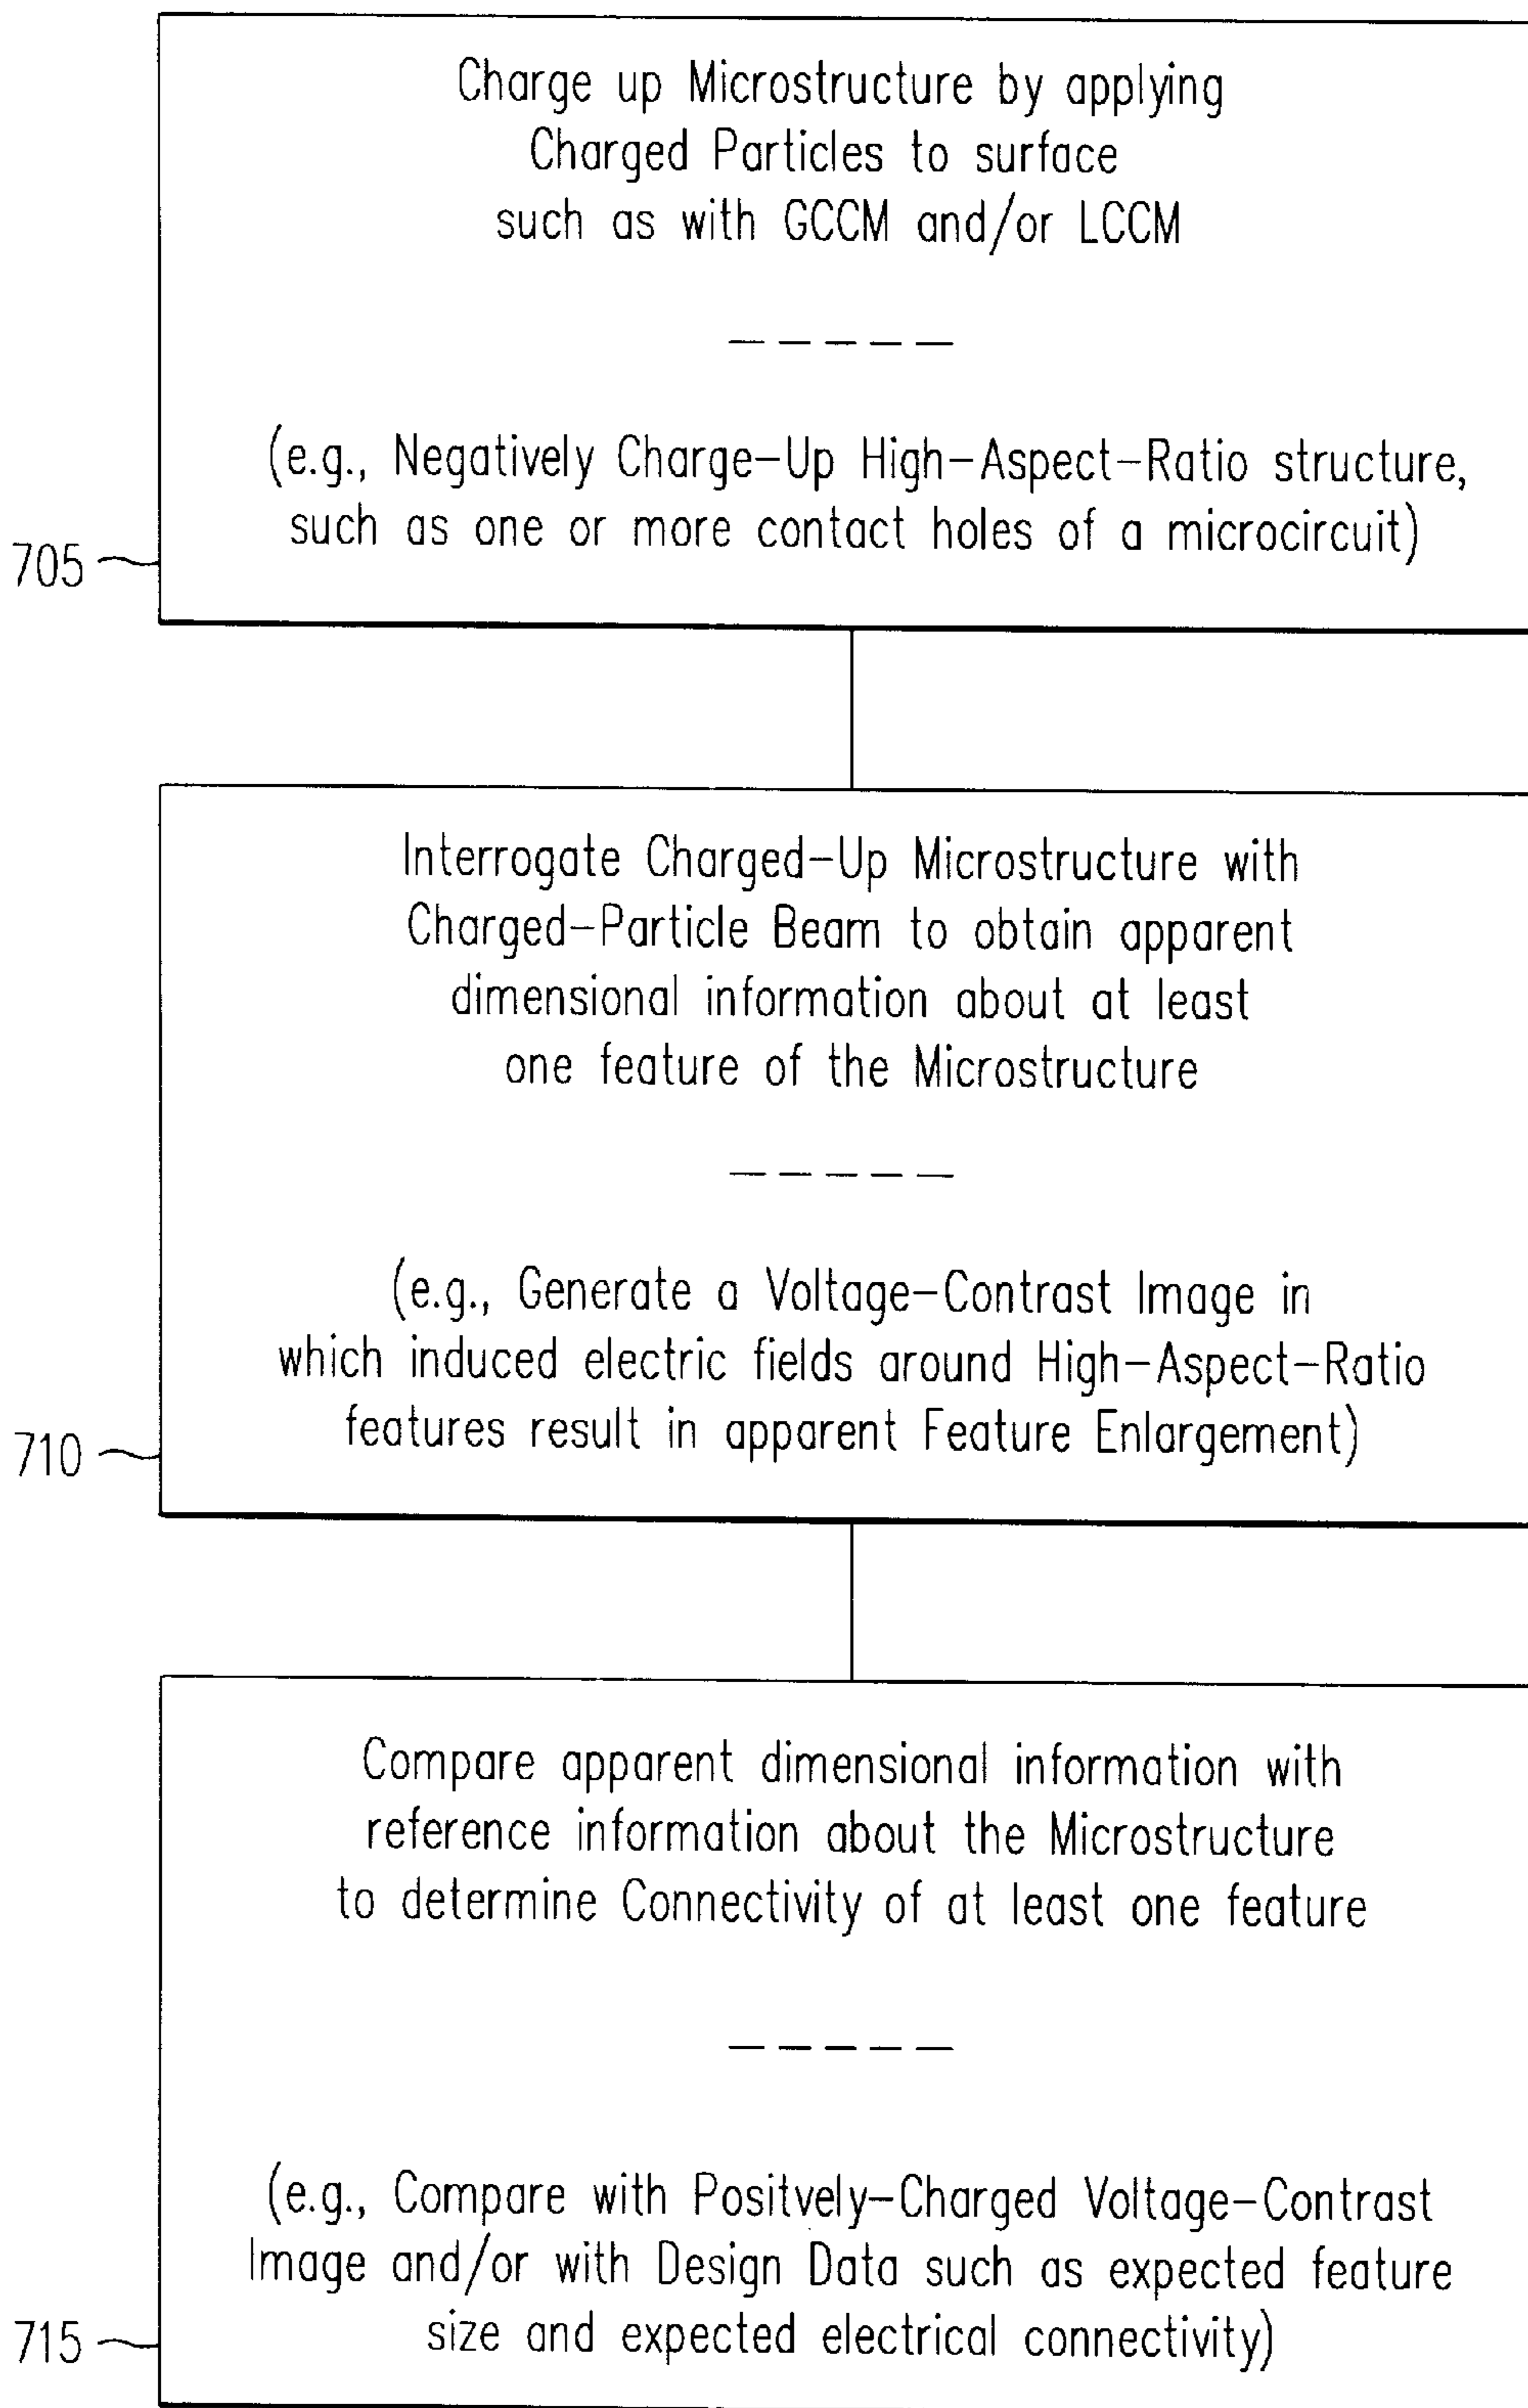 Charge up Microstructure by applying
Charged Particles to surface
such as with GCCM and/or LCCM
(e.g., Negatively Charge-Up High-Aspect-Ratio structure,
such as one or more contact holes of a microcircuit)
705
Interrogate Charged-Up Microstructure with
Charged-Particle Beam to obtain apparent
dimensional information about at least
one feature of the Microstructure
(e.g., Generate a Voltage-Contrast Image in
which induced electric fields around High-Aspect-Ratio
features result in apparent Feature Enlargement)
710
Compare apparent dimensional information with
reference information about the Microstructure
to determine Connectivity of at least one feature
(e.g., Compare with Positvely-Charged Voltage-Contrast
Image and/or with Design Data such as expected feature
size and expected electrical connectivity)
715